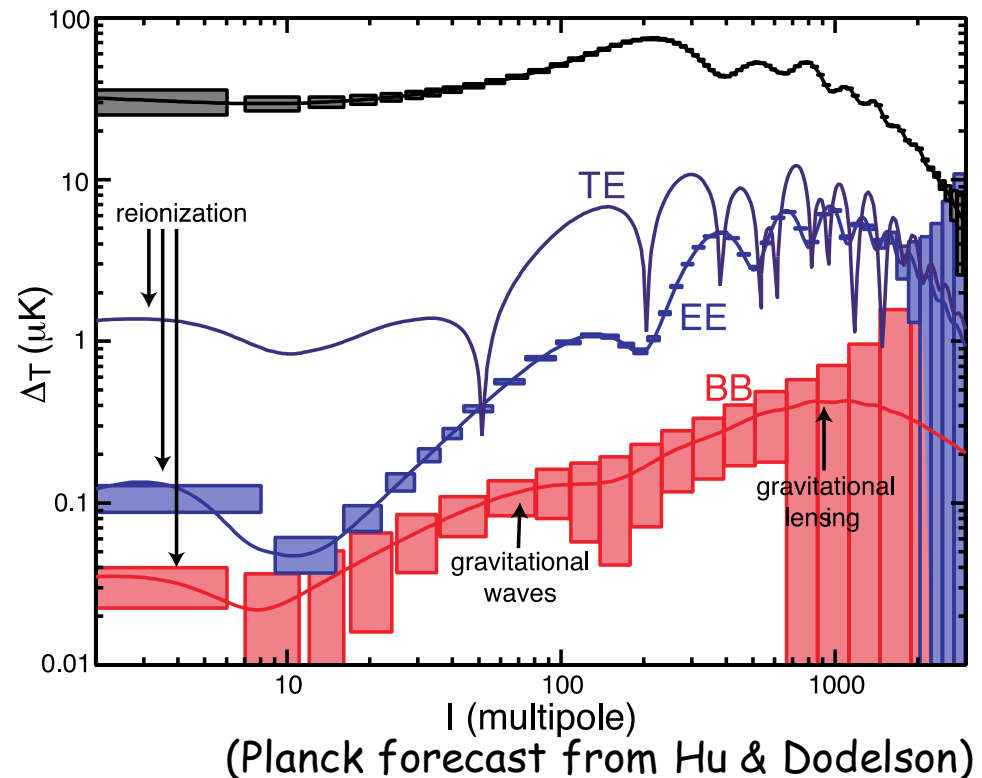 100
10
1
0.1
0.01
ΔT (μK)
reionization
TE
EE
BB
gravitational
waves
gravitational
lensing
10
100
1000
l (multipole)
(Planck forecast from Hu & Dodelson)